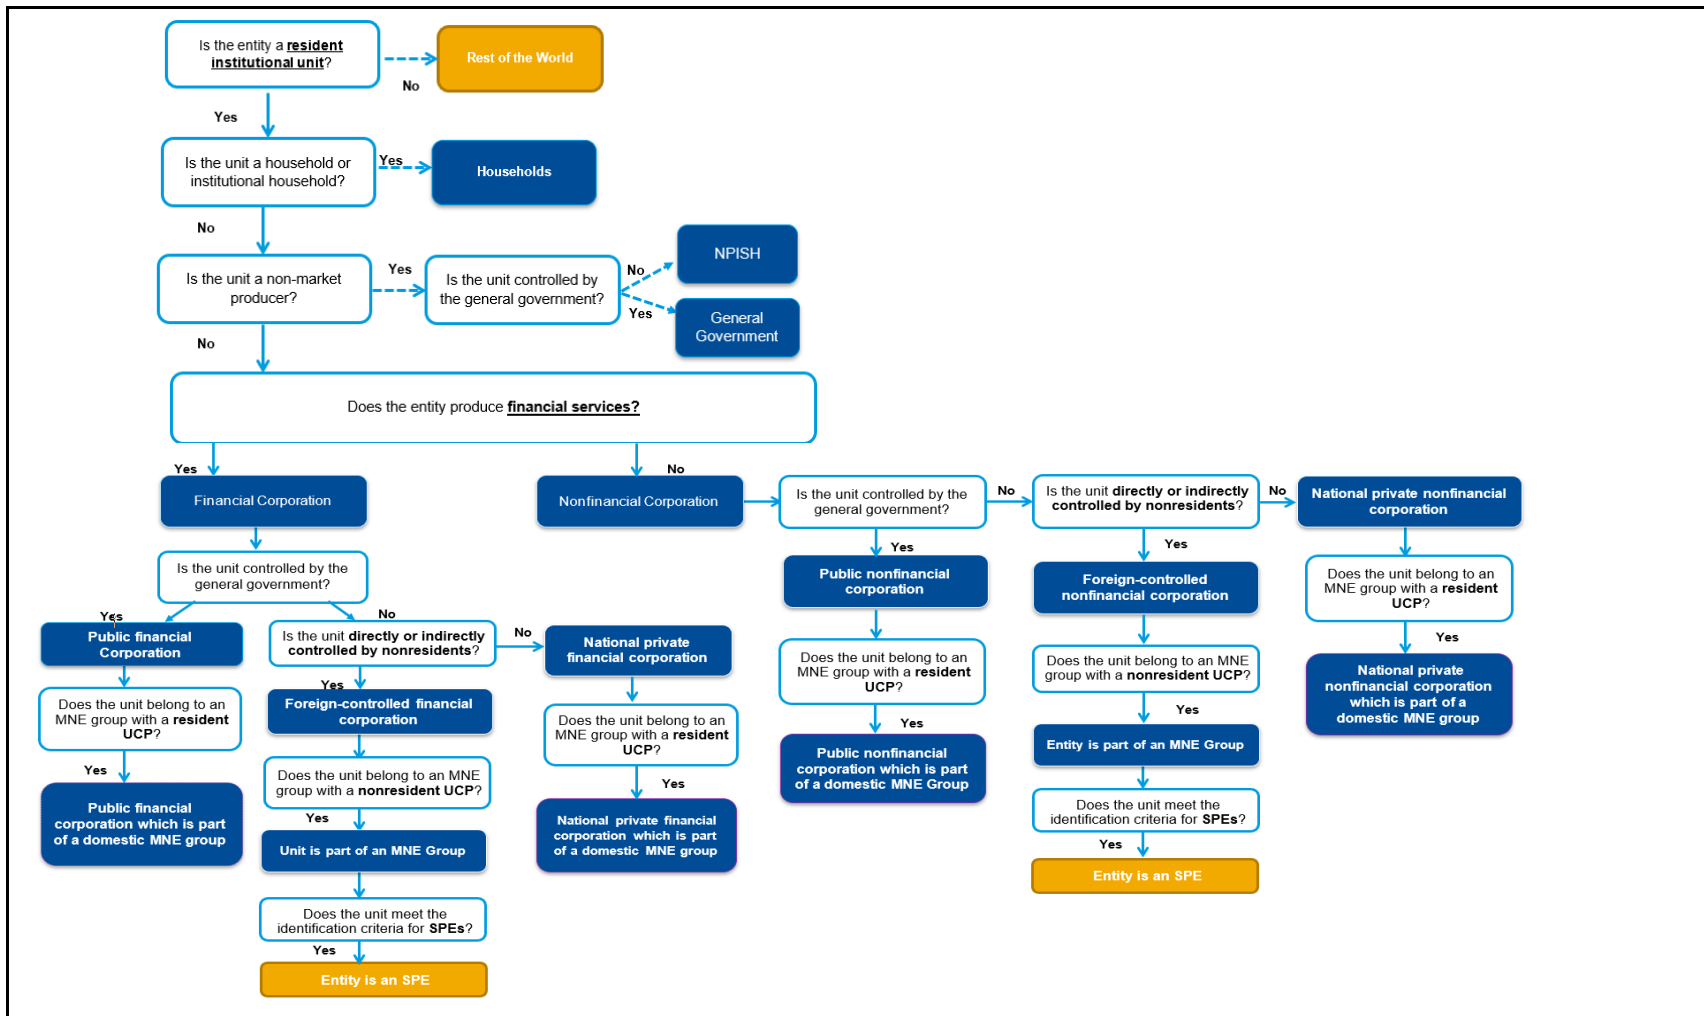 Is the entity a resident
institutional unit?
No
Rest of the World
Yes
Is the unit a household or
institutional household?
Yes
Households
No
Is the unit a non-market
producer?
Yes
Is the unit controlled by
the general government?
No
NPISH
Yes
General
Government
No
Does the entity produce financial services?
Yes
Financial Corporation
Is the unit controlled by the
general government?
Yes
Public financial
Corporation
Does the unit belong to an
MNE group with a resident
UCP?
Yes
Public financial
corporation which is part
of a domestic MNE group
No
Is the unit directly or indirectly
controlled by nonresidents?
Yes
Foreign-controlled financial
corporation
Does the unit belong to an MNE
group with a nonresident UCP?
Yes
Unit is part of an MNE Group
Does the unit meet the
identification criteria for SPEs?
Yes
Entity is an SPE
No
National private
financial corporation
Does the unit belong to an
MNE group with a resident
UCP?
Yes
National private financial
corporation which is part
of a domestic MNE group
No
Nonfinancial Corporation
Is the unit controlled by the
general government?
Yes
Public nonfinancial
corporation
Does the unit belong to an
MNE group with a resident
UCP?
Yes
Public nonfinancial
corporation which is part
of a domestic MNE Group
No
Is the unit directly or indirectly
controlled by nonresidents?
Yes
Foreign-controlled
nonfinancial corporation
Does the unit belong to an MNE
group with a nonresident UCP?
Yes
Entity is part of an MNE Group
Does the unit meet the
identification criteria for SPEs?
Yes
Entity is an SPE
No
National private nonfinancial
corporation
Does the unit belong to an
MNE group with a resident
UCP?
Yes
National private
nonfinancial corporation
which is part of a
domestic MNE group